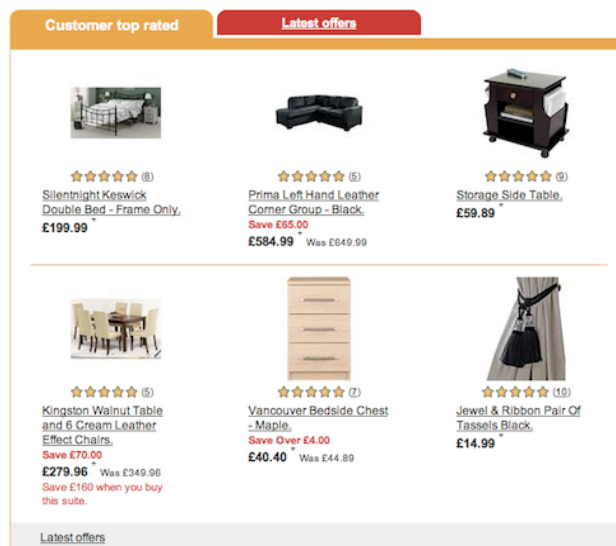 Customer top rated
Latest offers
(8)
Silentnight Keswick
Double Bed - Frame Only.
£199.99 *
(5)
Prima Left Hand Leather
Corner Group - Black.
Save £65.00
£584.99 * Was £649.99
(9)
Storage Side Table.
£59.89 *
(5)
Kingston Walnut Table
and 6 Cream Leather
Effect Chairs.
Save £70.00
£279.96 * Was £349.96
Save £160 when you buy
this suite.
(7)
Vancouver Bedside Chest
- Maple.
Save Over £4.00
£40.40 * Was £44.89
(10)
Jewel & Ribbon Pair Of
Tassels Black.
£14.99 *
Latest offers